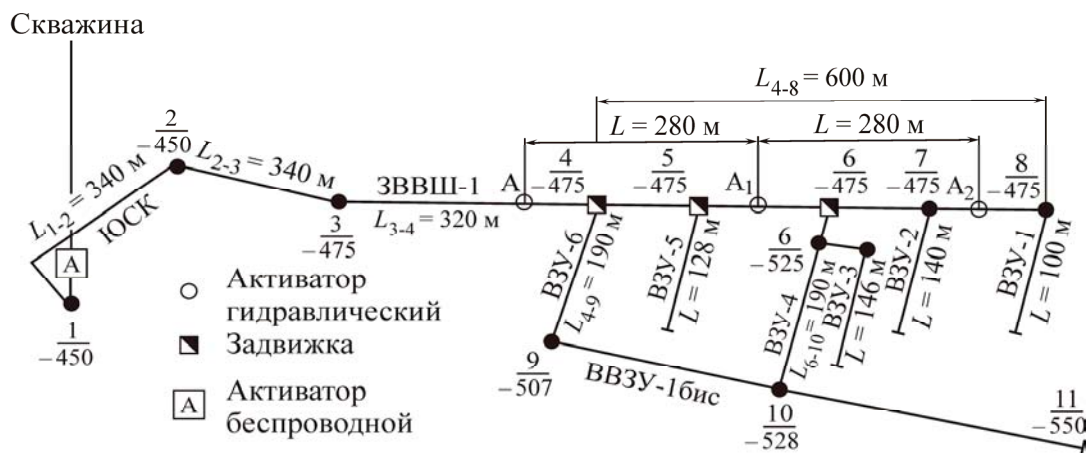 Скважина
L4-8 = 600 м
L = 280 м
L = 280 м
2
−450
L1-2 = 340 м
L2-3 = 340 м
ЮСК
А
1
−450
3
−475
ЗВВШ-1
L3-4 = 320 м
А
4
−475
5
−475
А1
6
−475
7
−475
А2
8
−475
ВЗУ-6
L4-9 = 190 м
ВЗУ-5
L = 128 м
6
−525
ВЗУ-4
L6-10 = 190 м
ВЗУ-3
L = 146 м
ВЗУ-2
L = 140 м
ВЗУ-1
L = 100 м
9
−507
ВВЗУ-1бис
10
−528
11
−550
Активатор
гидравлический
Задвижка
А
Активатор
беспроводной